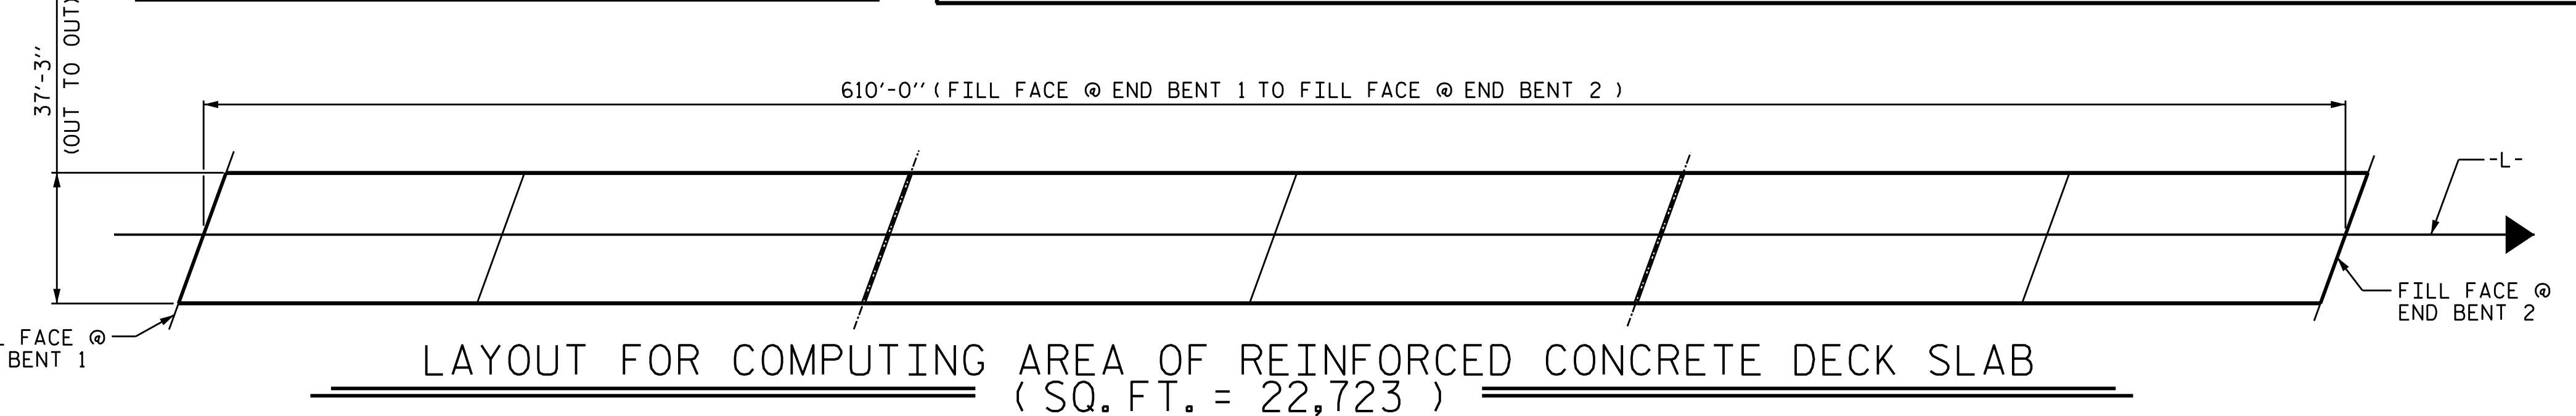 37'-3"
(OUT TO OUT)
610'-0" (FILL FACE @ END BENT 1 TO FILL FACE @ END BENT 2 )
-L-
FILL FACE @
END BENT 2
FACE @
BENT 1
LAYOUT FOR COMPUTING AREA OF REINFORCED CONCRETE DECK SLAB
( SQ. FT. = 22,723 )